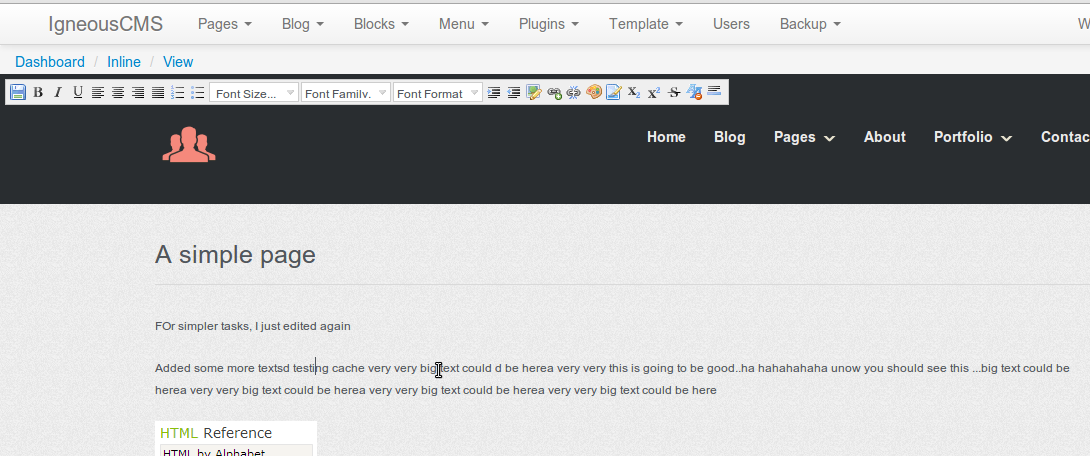 IgneousCMS Pages Blog Blocks Menu Plugins Template Users Backup W
Dashboard / Inline / View
B I U Font Size... Font Family. Font Format X2 X2 S
Home Blog Pages About Portfolio Contac
A simple page
FOr simpler tasks, I just edited again
Added some more textsd testing cache very very big text could d be herea very very this is going to be good..ha hahahahaha unow you should see this ...big text could be
herea very very big text could be herea very very big text could be herea very very big text could be here
HTML Reference
HTML by Alphabet